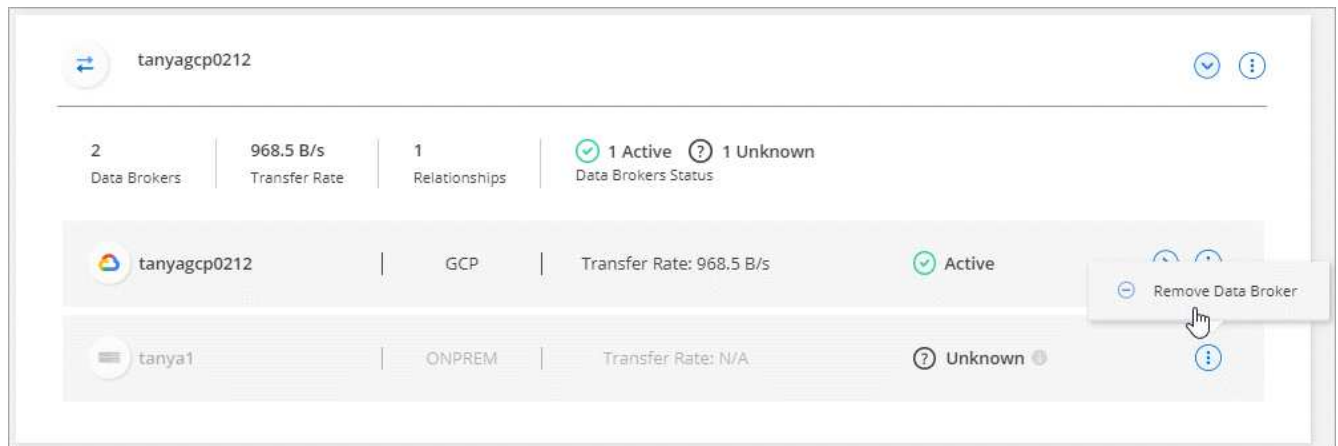 tanyagcp0212
2
Data Brokers
968.5 B/s
Transfer Rate
1
Relationships
1 Active ? 1 Unknown
Data Brokers Status
tanyagcp0212 | GCP | Transfer Rate: 968.5 B/s Active
Remove Data Broker
tanya1 | ONPREM | Transfer Rate: N/A ? Unknown